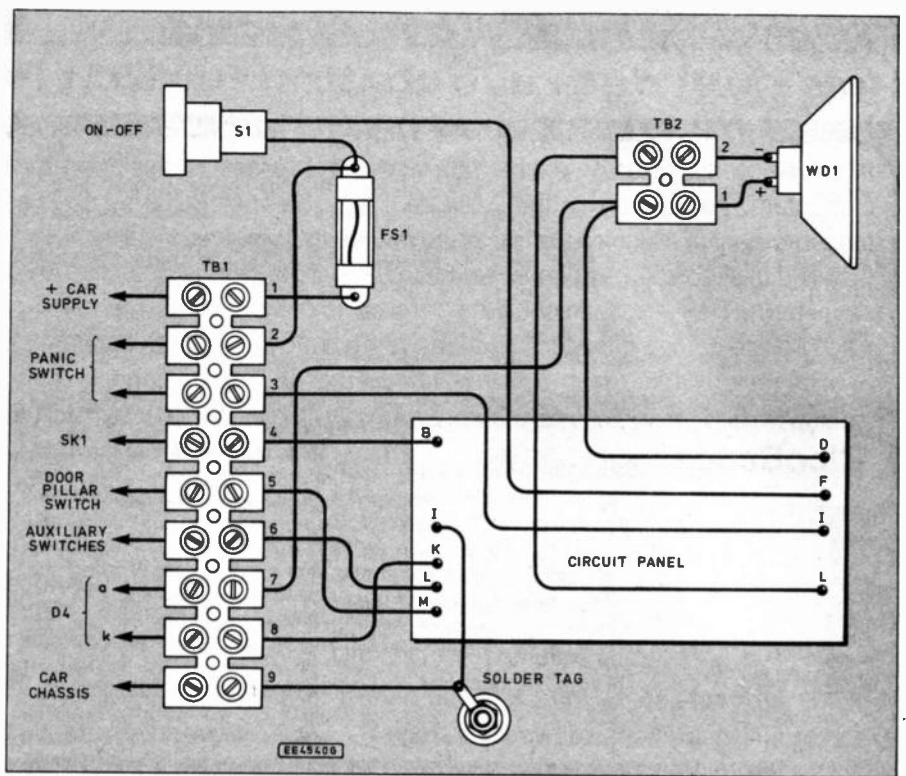 ON-OFF
S1
TB2
2
-
WD1
1
+
FS1
TB1
+ CAR
SUPPLY
1
2
PANIC
SWITCH
3
SK1
4
B
D
DOOR
PILLAR
SWITCH
5
F
I
I
AUXILIARY
SWITCHES
6
K
CIRCUIT PANEL
D4
a
7
L
L
M
k
8
CAR
CHASSIS
9
SOLDER TAG
EE4540G